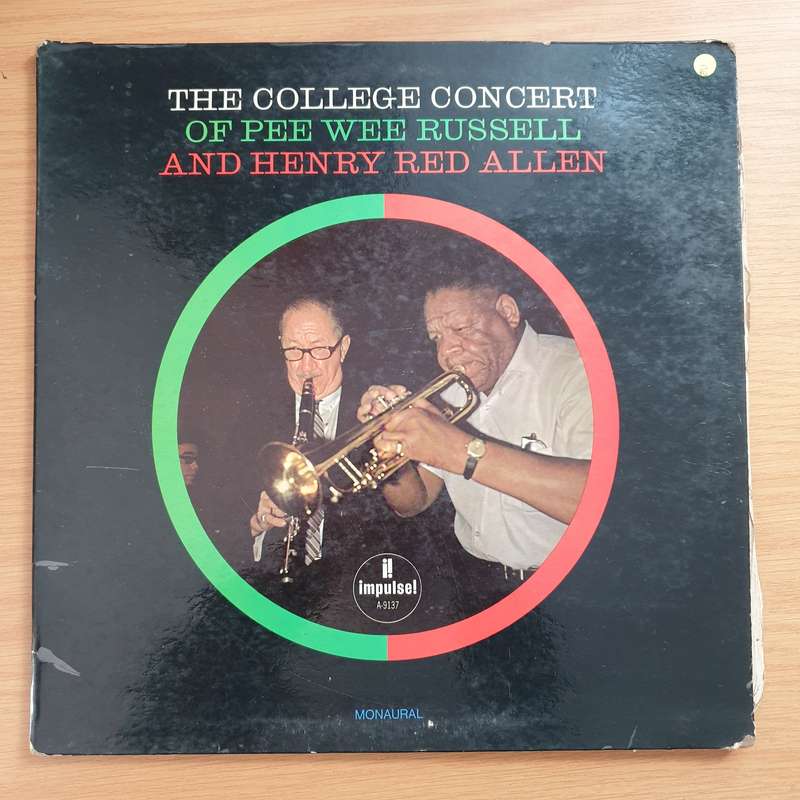 THE COLLEGE CONCERT
OF PEE WEE RUSSELL
AND HENRY RED ALLEN
i!
impulse!
A-9137
MONAURAL